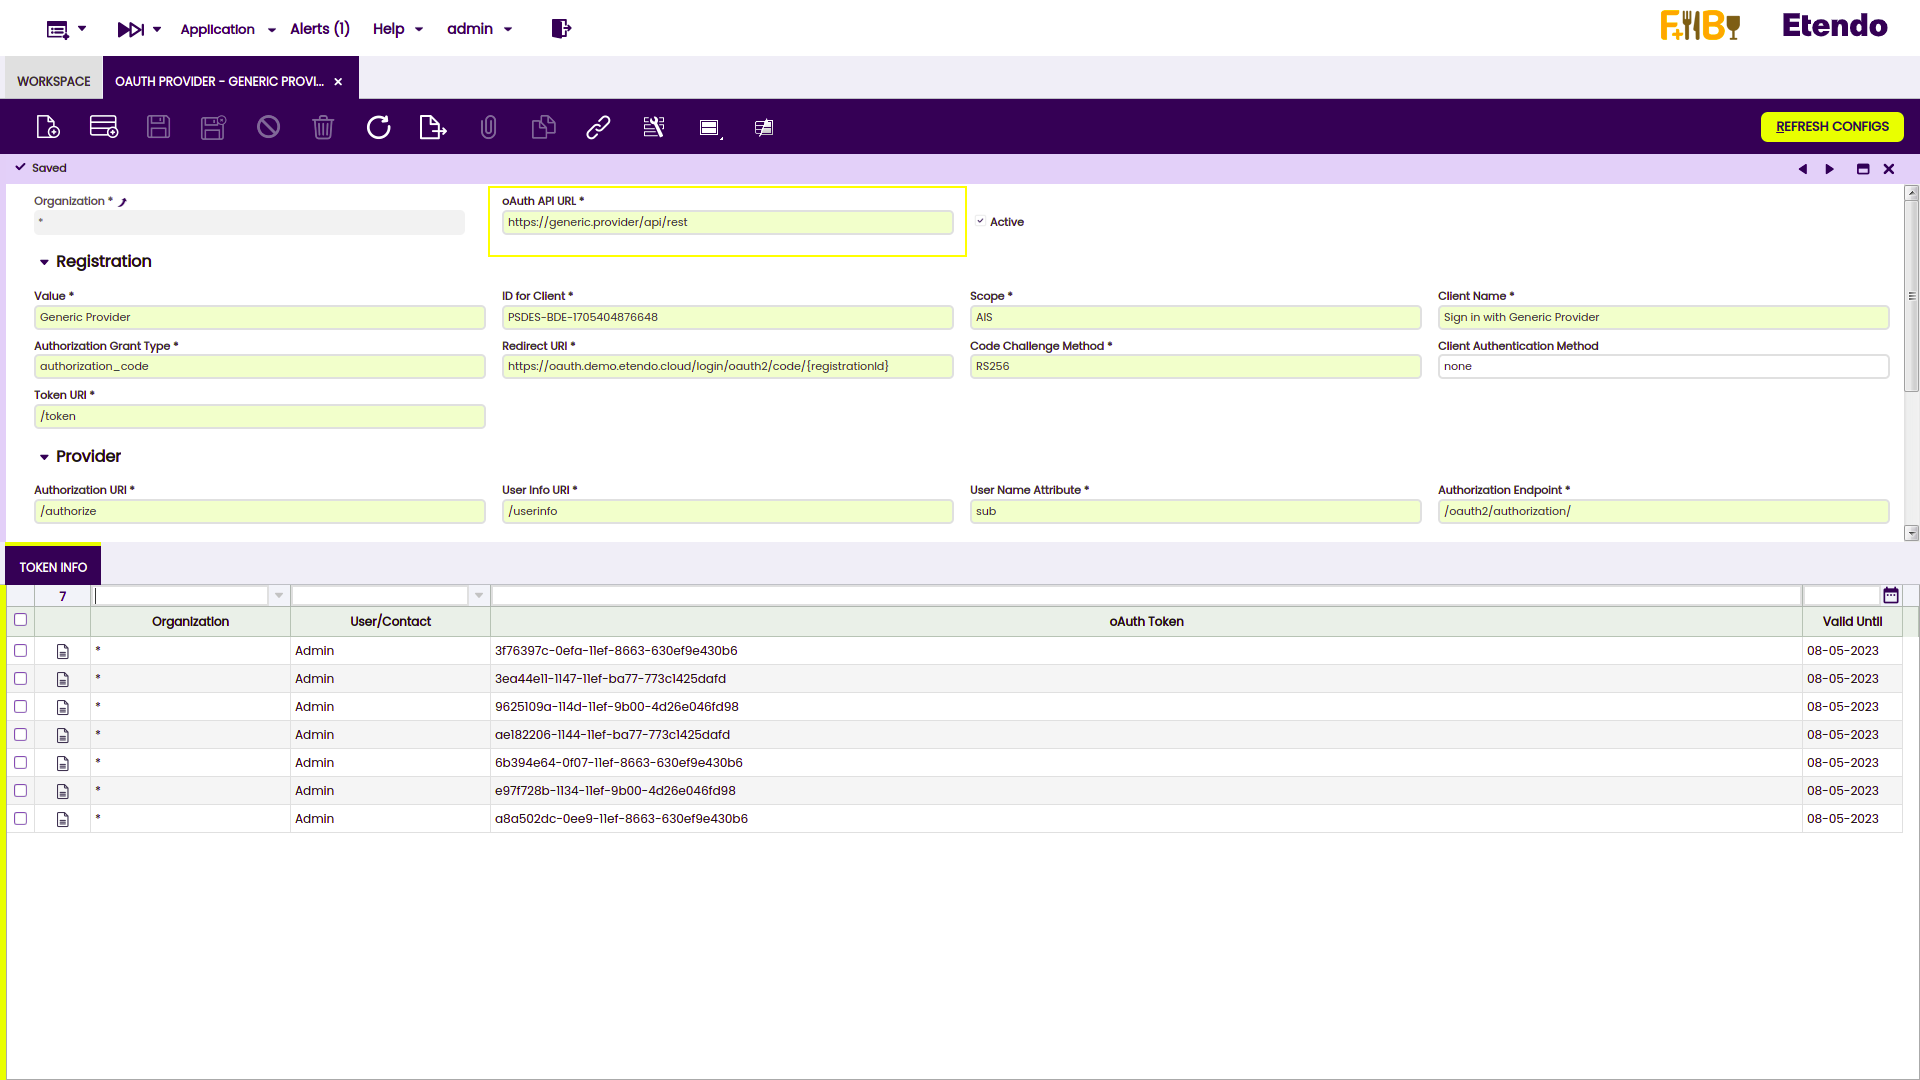 Application
Alerts (1)
Help
admin
F+B
Etendo
WORKSPACE
OAUTH PROVIDER - GENERIC PROVI...
REFRESH CONFIGS
Saved
Organization *
*
oAuth API URL *
https://generic.provider/api/rest
Active
Registration
Value *
ID for Client *
Scope *
Client Name *
Generic Provider
PSDES-BDE-1705404876648
AIS
Sign in with Generic Provider
Authorization Grant Type *
Redirect URI *
Code Challenge Method *
Client Authentication Method
authorization_code
https://oauth.demo.etendo.cloud/login/oauth2/code/{registrationId}
RS256
none
Token URI *
/token
Provider
Authorization URI *
User Info URI *
User Name Attribute *
Authorization Endpoint *
/authorize
/userinfo
sub
/oauth2/authorization/
TOKEN INFO
7
Organization
User/Contact
oAuth Token
Valid Until
* Admin 3f76397c-0efa-11ef-8663-630ef9e430b6 08-05-2023
* Admin 3ea44e11-1147-11ef-ba77-773c1425dafd 08-05-2023
* Admin 9625109a-114d-11ef-9b00-4d26e046fd98 08-05-2023
* Admin ae182206-1144-11ef-ba77-773c1425dafd 08-05-2023
* Admin 6b394e64-0f07-11ef-8663-630ef9e430b6 08-05-2023
* Admin e97f728b-1134-11ef-9b00-4d26e046fd98 08-05-2023
* Admin a8a502dc-0ee9-11ef-8663-630ef9e430b6 08-05-2023